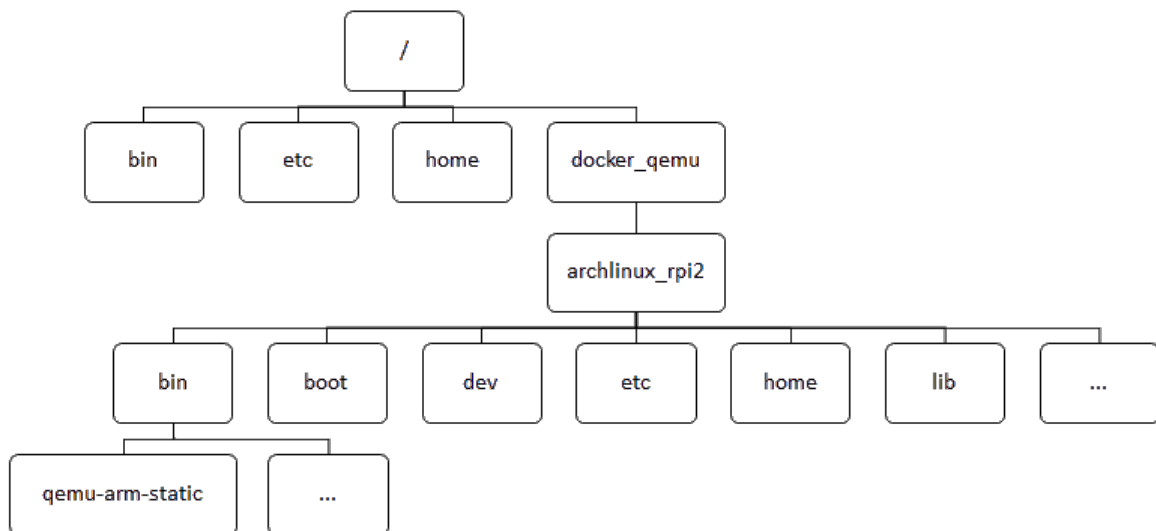 /
bin
etc
home
docker_qemu
archlinux_rpi2
bin
boot
dev
etc
home
lib
...
qemu-arm-static
...